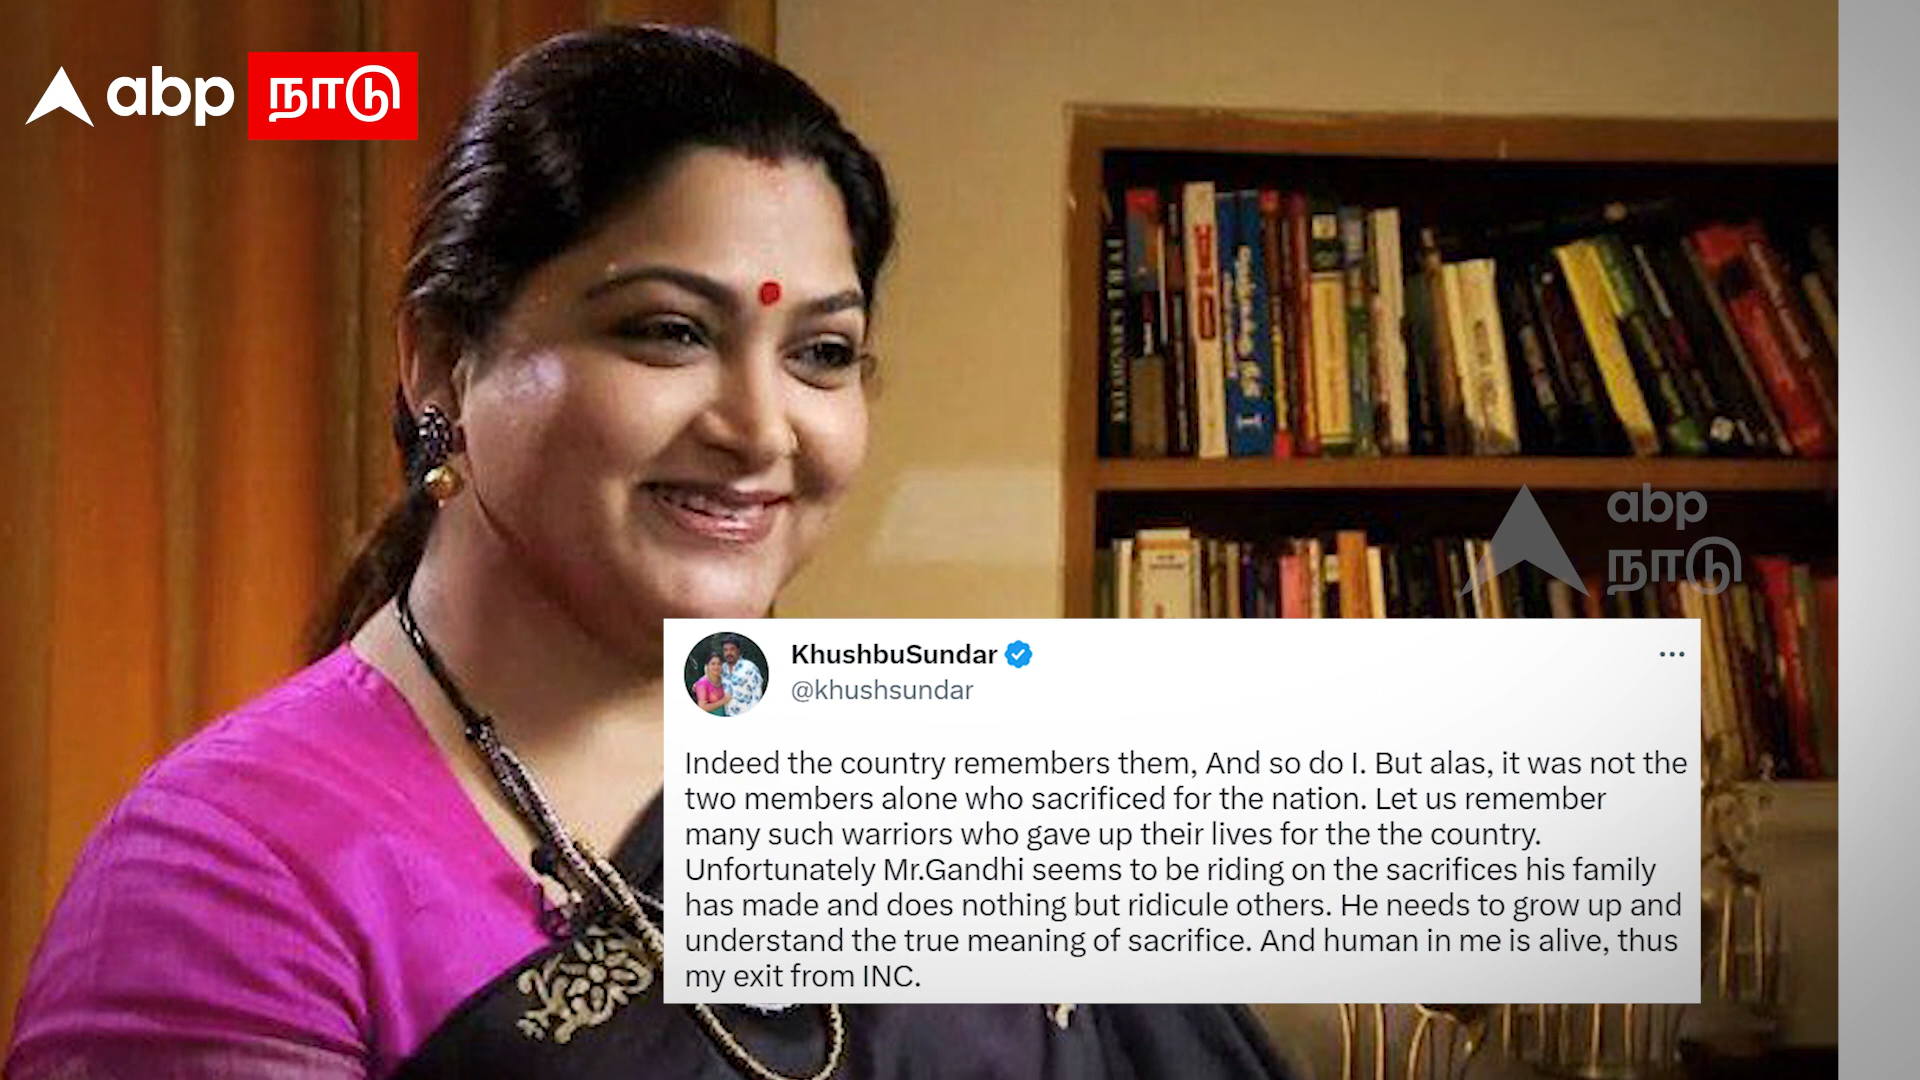 abp நாடு
abp
நாடு
KhushbuSundar
@khushsundar
Indeed the country remembers them, And so do I. But alas, it was not the
two members alone who sacrificed for the nation. Let us remember
many such warriors who gave up their lives for the the country.
Unfortunately Mr.Gandhi seems to be riding on the sacrifices his family
has made and does nothing but ridicule others. He needs to grow up and
understand the true meaning of sacrifice. And human in me is alive, thus
my exit from INC.